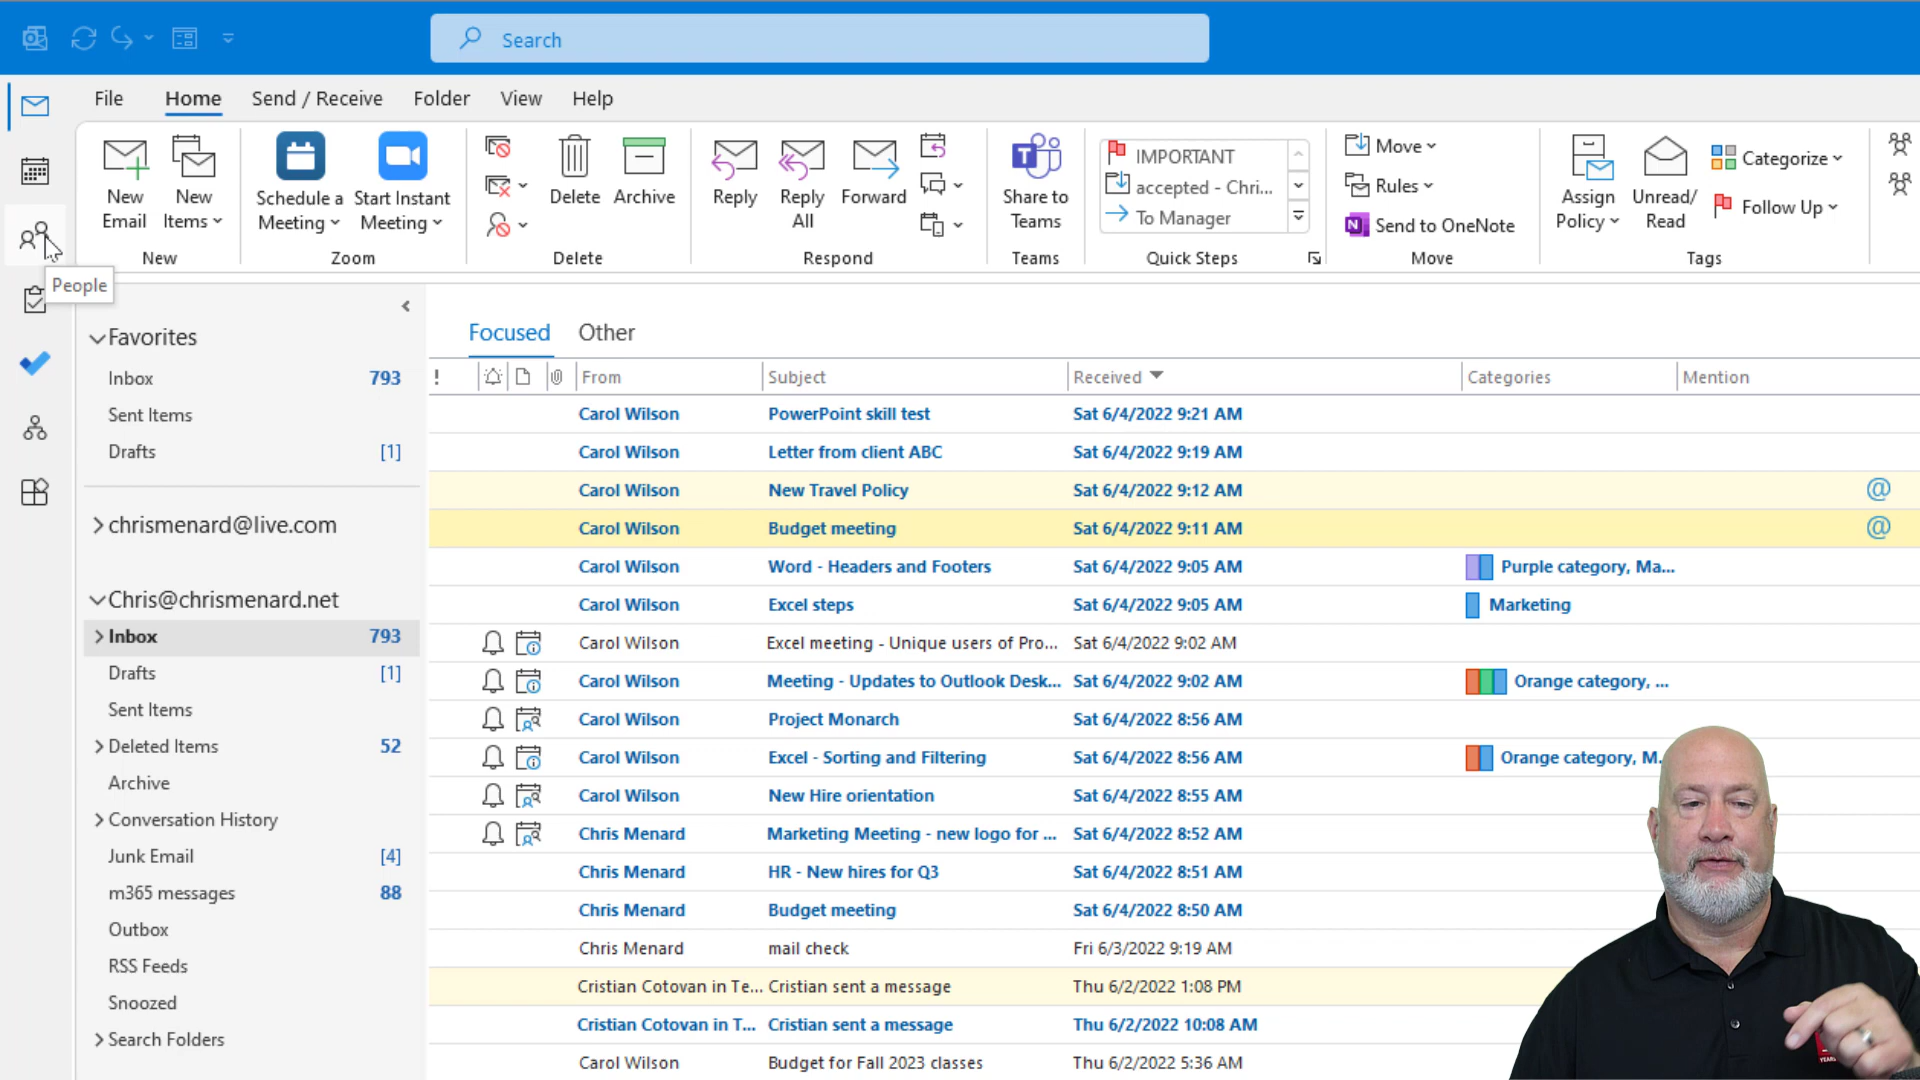 Search
File Home Send / Receive Folder View Help
New Email
New Items
New
Schedule a Meeting
Start Instant Meeting
Zoom
Delete
Archive
Delete
Reply
Reply All
Forward
Respond
Share to Teams
Teams
IMPORTANT
accepted - Chri...
To Manager
Quick Steps
Move
Rules
Send to OneNote
Move
Assign Policy
Unread/ Read
Categorize
Follow Up
Tags
People
Favorites
Inbox 793
Sent Items
Drafts [1]
chrismenard@live.com
Chris@chrismenard.net
Inbox 793
Drafts [1]
Sent Items
Deleted Items 52
Archive
Conversation History
Junk Email [4]
m365 messages 88
Outbox
RSS Feeds
Snoozed
Search Folders
Focused Other
! From Subject Received Categories Mention
Carol Wilson PowerPoint skill test Sat 6/4/2022 9:21 AM
Carol Wilson Letter from client ABC Sat 6/4/2022 9:19 AM
Carol Wilson New Travel Policy Sat 6/4/2022 9:12 AM @
Carol Wilson Budget meeting Sat 6/4/2022 9:11 AM @
Carol Wilson Word - Headers and Footers Sat 6/4/2022 9:05 AM Purple category, Ma...
Carol Wilson Excel steps Sat 6/4/2022 9:05 AM Marketing
Carol Wilson Excel meeting - Unique users of Pro... Sat 6/4/2022 9:02 AM
Carol Wilson Meeting - Updates to Outlook Desk... Sat 6/4/2022 9:02 AM Orange category, ...
Carol Wilson Project Monarch Sat 6/4/2022 8:56 AM
Carol Wilson Excel - Sorting and Filtering Sat 6/4/2022 8:56 AM Orange category, M...
Carol Wilson New Hire orientation Sat 6/4/2022 8:55 AM
Chris Menard Marketing Meeting - new logo for ... Sat 6/4/2022 8:52 AM
Chris Menard HR - New hires for Q3 Sat 6/4/2022 8:51 AM
Chris Menard Budget meeting Sat 6/4/2022 8:50 AM
Chris Menard mail check Fri 6/3/2022 9:19 AM
Cristian Cotovan in Te... Cristian sent a message Thu 6/2/2022 1:08 PM
Cristian Cotovan in T... Cristian sent a message Thu 6/2/2022 10:08 AM
Carol Wilson Budget for Fall 2023 classes Thu 6/2/2022 5:36 AM